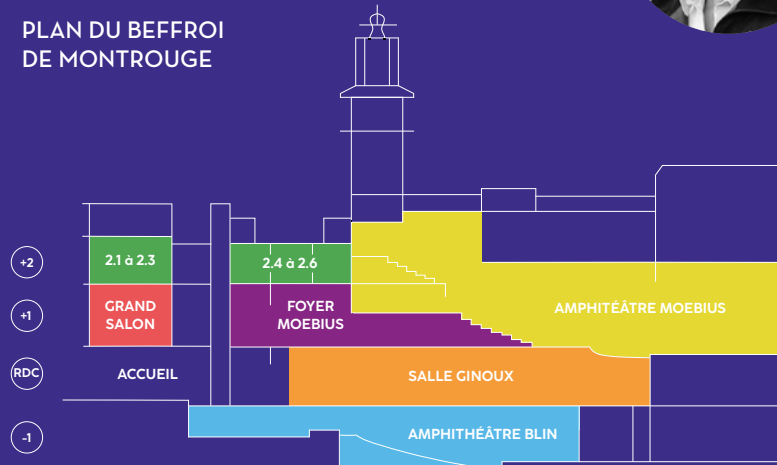 PLAN DU BEFFROI
DE MONTROUGE
+2
2.1 à 2.3
2.4 à 2.6
+1
GRAND
SALON
FOYER
MOEBIUS
AMPHITÉÂTRE MOEBIUS
RDC
ACCUEIL
SALLE GINOUX
-1
AMPHITHÉÂTRE BLIN